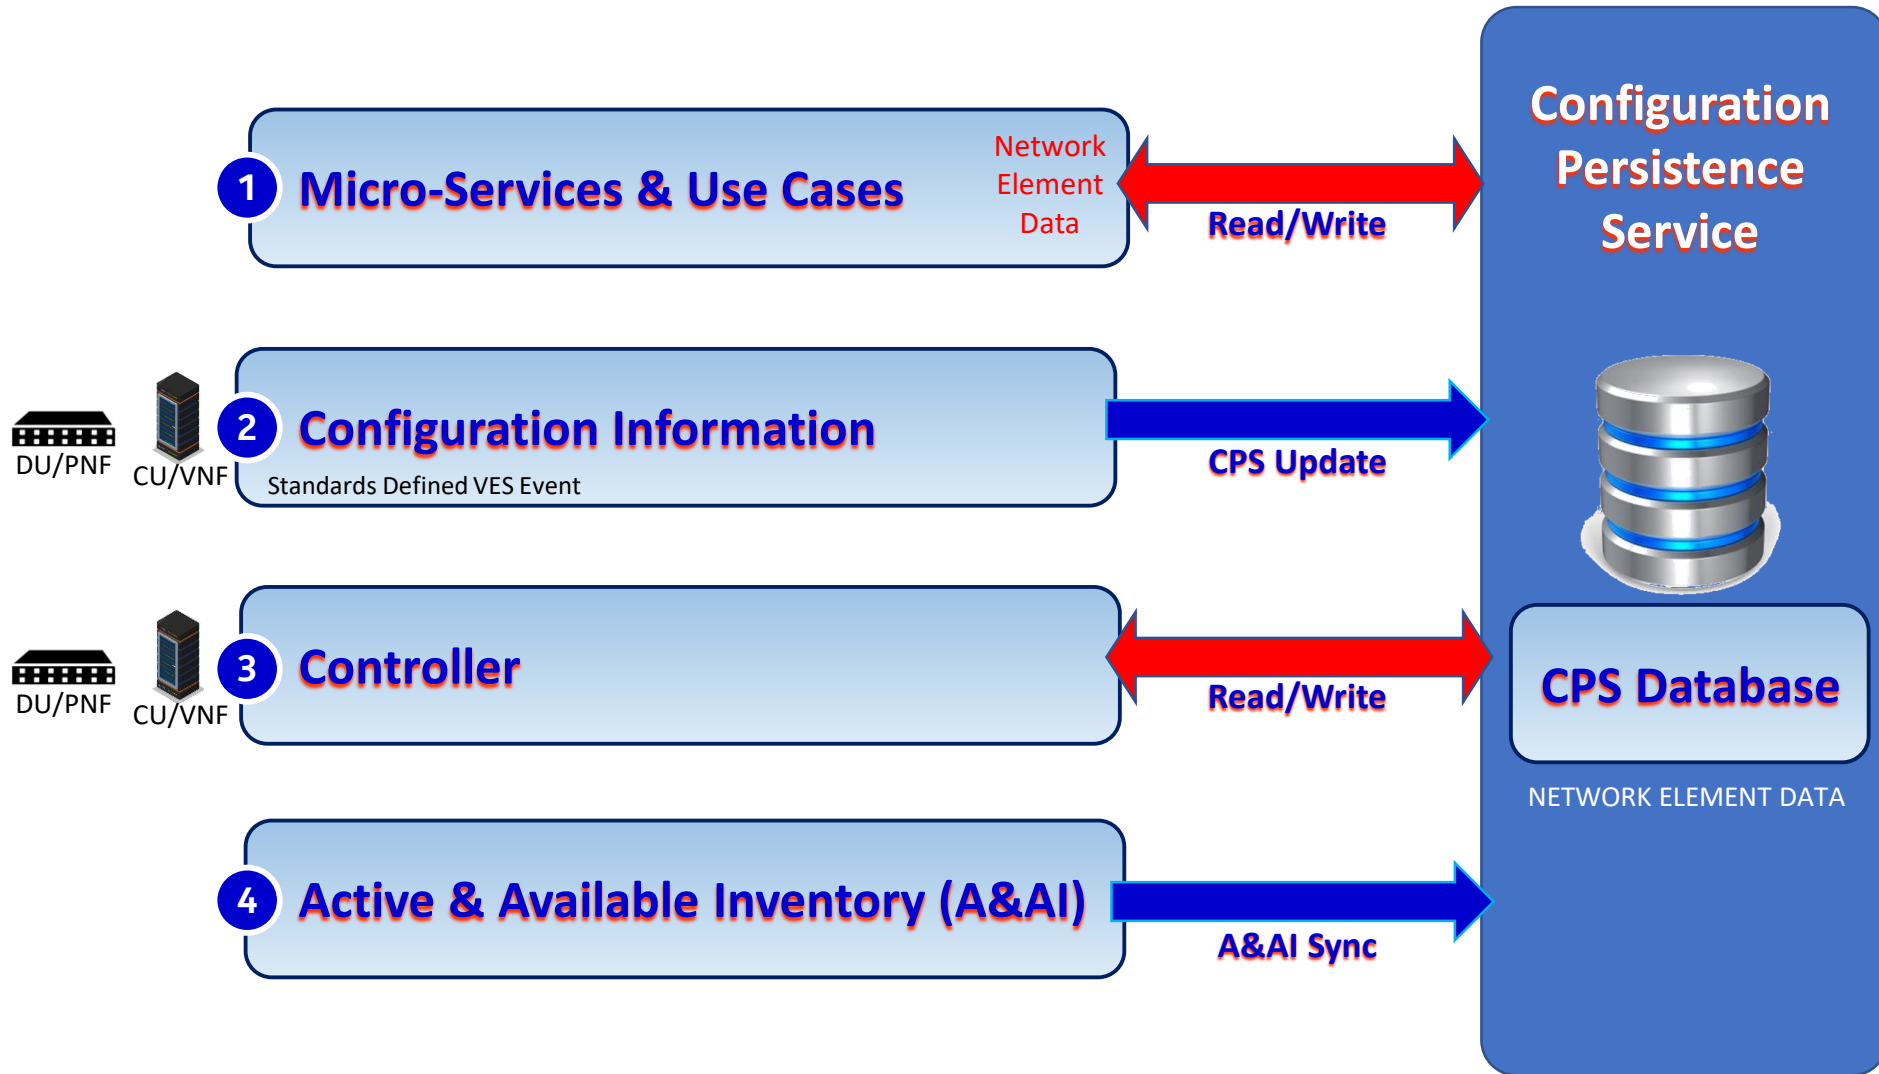 1
Micro-Services & Use Cases
Network
Element
Data
Read/Write
DU/PNF
CU/VNF
2
Configuration Information
Standards Defined VES Event
CPS Update
DU/PNF
CU/VNF
3
Controller
Read/Write
4
Active & Available Inventory (A&AI)
A&AI Sync
Configuration
Persistence
Service
CPS Database
NETWORK ELEMENT DATA